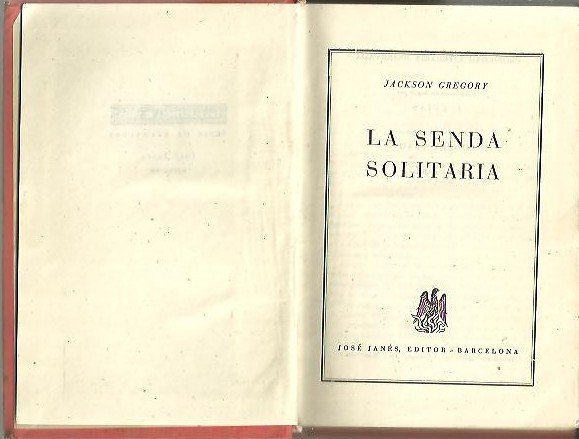 JACKSON GREGORY
LA SENDA
SOLITARIA
JOSÉ JANÉS, EDITOR - BARCELONA